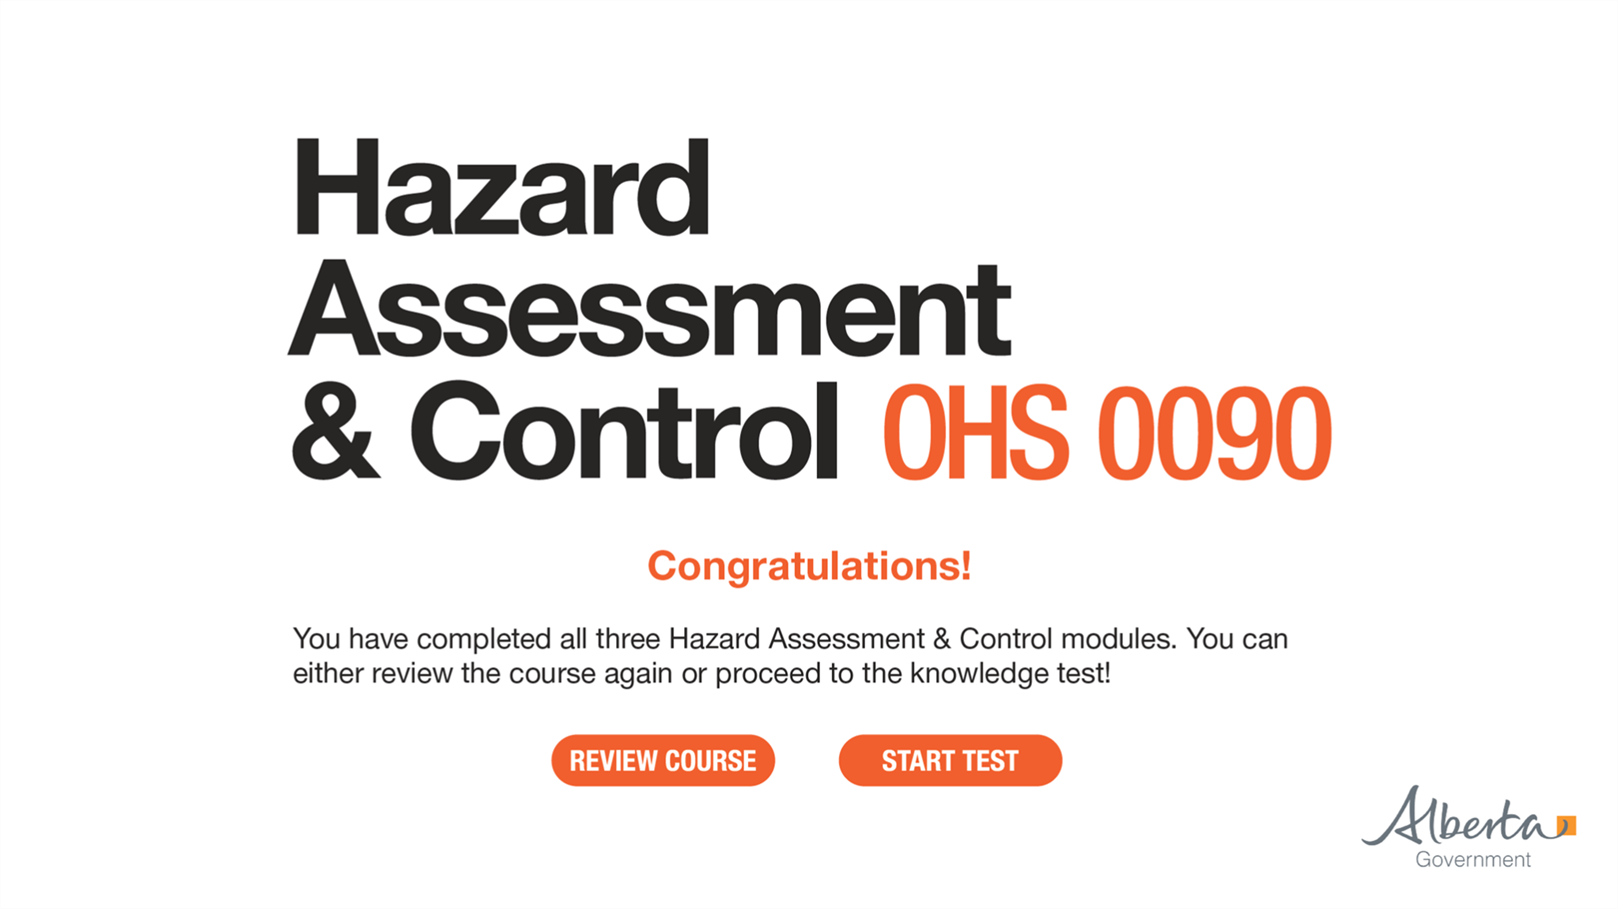 Hazard
Assessment
& Control OHS 0090
Congratulations!
You have completed all three Hazard Assessment & Control modules. You can
either review the course again or proceed to the knowledge test!
REVIEW COURSE
START TEST
Alberta
Government